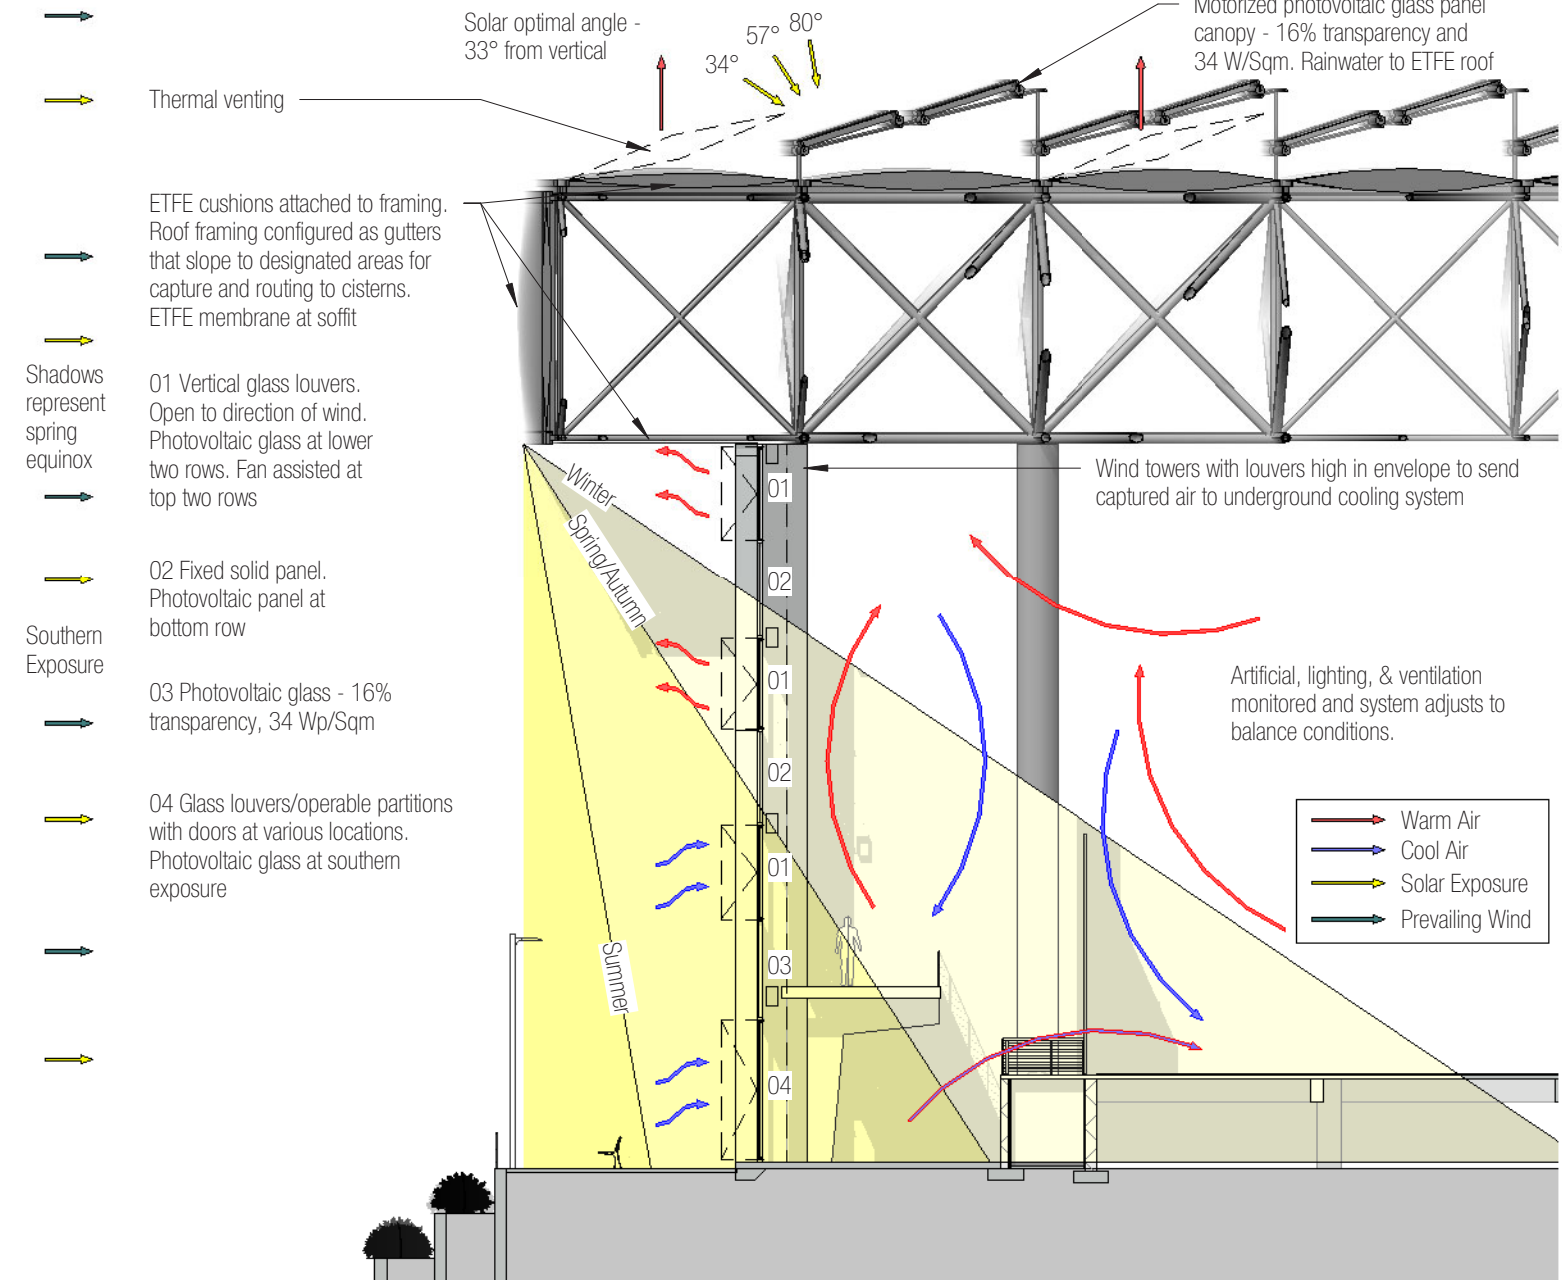 Solar optimal angle -
33° from vertical
34°
57°
80°
Motorized photovoltaic glass panel
canopy - 16% transparency and
34 W/Sqm. Rainwater to ETFE roof
Thermal venting
ETFE cushions attached to framing.
Roof framing configured as gutters
that slope to designated areas for
capture and routing to cisterns.
ETFE membrane at soffit
Shadows
represent
spring
equinox
01 Vertical glass louvers.
Open to direction of wind.
Photovoltaic glass at lower
two rows. Fan assisted at
top two rows
02 Fixed solid panel.
Photovoltaic panel at
bottom row
Southern
Exposure
03 Photovoltaic glass - 16%
transparency, 34 Wp/Sqm
04 Glass louvers/operable partitions
with doors at various locations.
Photovoltaic glass at southern
exposure
Winter
Spring/Autumn
Summer
01
02
01
02
01
03
04
Wind towers with louvers high in envelope to send
captured air to underground cooling system
Artificial, lighting, & ventilation
monitored and system adjusts to
balance conditions.
Warm Air
Cool Air
Solar Exposure
Prevailing Wind